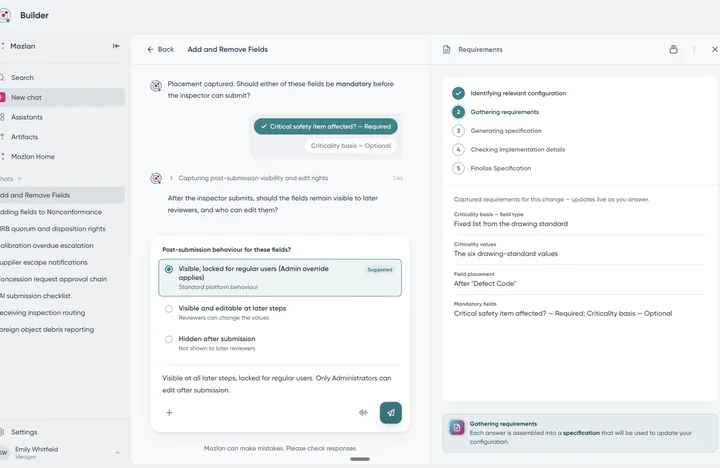 Builder
Mazlan
Search
New chat
Assistants
Artifacts
Mazlan Home
hats
dd and Remove Fields
dding fields to Nonconformance
RB quorum and disposition rights
alibration overdue escalation
upplier escape notifications
oncession request approval chain
AI submission checklist
eceiving inspection routing
oreign object debris reporting
Settings
EW
Emily Whitfield
Ideagen
Back
Add and Remove Fields
Placement captured. Should either of these fields be mandatory before
the inspector can submit?
Critical safety item affected? — Required
Criticality basis — Optional
Capturing post-submission visibility and edit rights
After the inspector submits, should the fields remain visible to later
reviewers, and who can edit them?
Post-submission behaviour for these fields?
Visible, locked for regular users (Admin override
applies)
Suggested
Standard platform behaviour
Visible and editable at later steps
Reviewers can change the values
Hidden after submission
Not shown to later reviewers
Visible at all later steps, locked for regular users. Only Administrators can
edit after submission.
Mazlan can make mistakes. Please check responses
Requirements
Identifying relevant configuration
2 Gathering requirements
3 Generating specification
4 Checking implementation details
5 Finalize Specification
Captured requirements for this change — updates live as you answer.
Criticality basis — field type
Fixed list from the drawing standard
Criticality values
The six drawing-standard values
Field placement
After "Defect Code"
Mandatory fields
Critical safety item affected? — Required; Criticality basis — Optional
Gathering requirements
Each answer is assembled into a specification that will be used to update your
configuration.